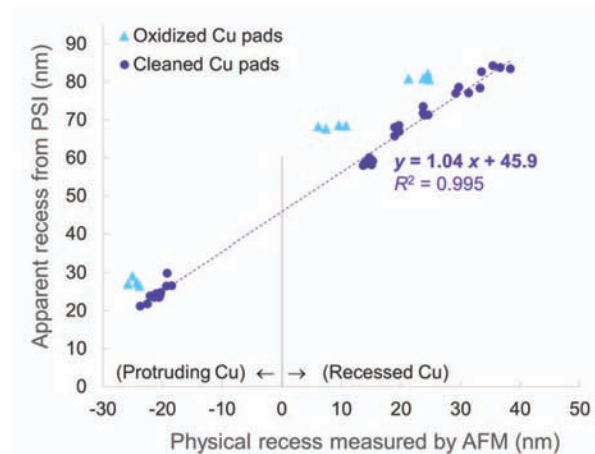 Oxidized Cu pads
Cleaned Cu pads
Apparent recess from PSI (nm)
90
80
70
60
50
40
30
20
10
0
y = 1.04 x + 45.9
R² = 0.995
(Protruding Cu) ← → (Recessed Cu)
-30 -20 -10 0 10 20 30 40 50
Physical recess measured by AFM (nm)